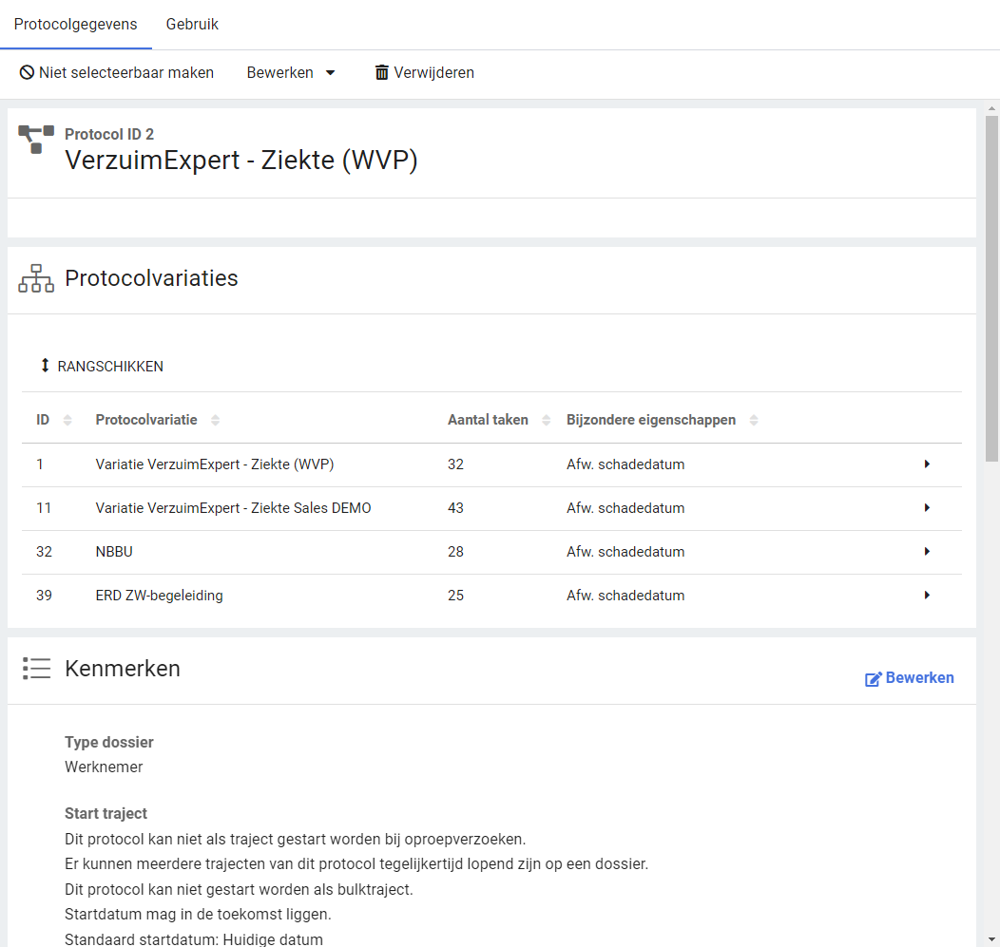 Protocolgegevens Gebruik
Niet selecteerbaar maken Bewerken Verwijderen
Protocol ID 2
VerzuimExpert - Ziekte (WVP)
Protocolvariaties
RANGSCHIKKEN
ID Protocolvariatie Aantal taken Bijzondere eigenschappen
1 Variatie VerzuimExpert - Ziekte (WVP) 32 Afw. schadedatum
11 Variatie VerzuimExpert - Ziekte Sales DEMO 43 Afw. schadedatum
32 NBBU 28 Afw. schadedatum
39 ERD ZW-begeleiding 25 Afw. schadedatum
Kenmerken
Bewerken
Type dossier
Werknemer
Start traject
Dit protocol kan niet als traject gestart worden bij oproepverzoeken.
Er kunnen meerdere trajecten van dit protocol tegelijkertijd lopend zijn op een dossier.
Dit protocol kan niet gestart worden als bulktraject.
Startdatum mag in de toekomst liggen.
Standaard startdatum: Huidige datum